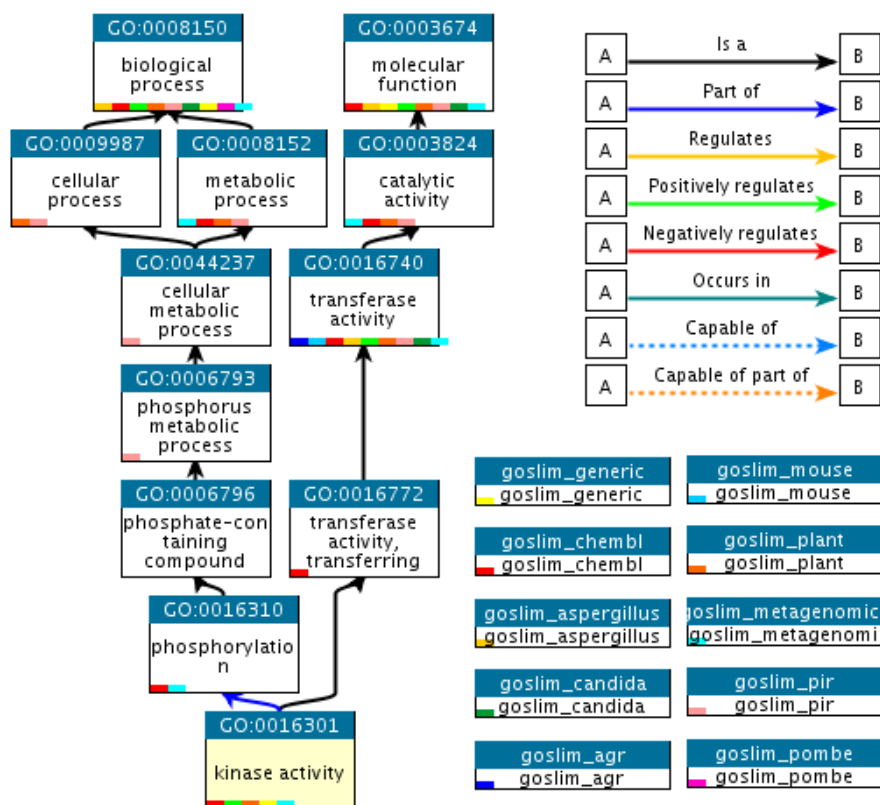 GO:0008150
biological
process
GO:0003674
molecular
function
GO:0009987
cellular
process
GO:0008152
metabolic
process
GO:0003824
catalytic
activity
GO:0044237
cellular
metabolic
process
GO:0016740
transferase
activity
GO:0006793
phosphorus
metabolic
process
GO:0006796
phosphate-con
taining
compound
GO:0016772
transferase
activity,
transferring
GO:0016310
phosphorylatio
n
GO:0016301
kinase activity
A Is a B
A Part of B
A Regulates B
A Positively regulates B
A Negatively regulates B
A Occurs in B
A Capable of B
A Capable of part of B
goslim_generic
goslim_generic
goslim_mouse
goslim_mouse
goslim_chembl
goslim_chembl
goslim_plant
goslim_plant
goslim_aspergillus
goslim_aspergillus
goslim_metagenomic
goslim_metagenomi
goslim_candida
goslim_candida
goslim_pir
goslim_pir
goslim_agr
goslim_agr
goslim_pombe
goslim_pombe